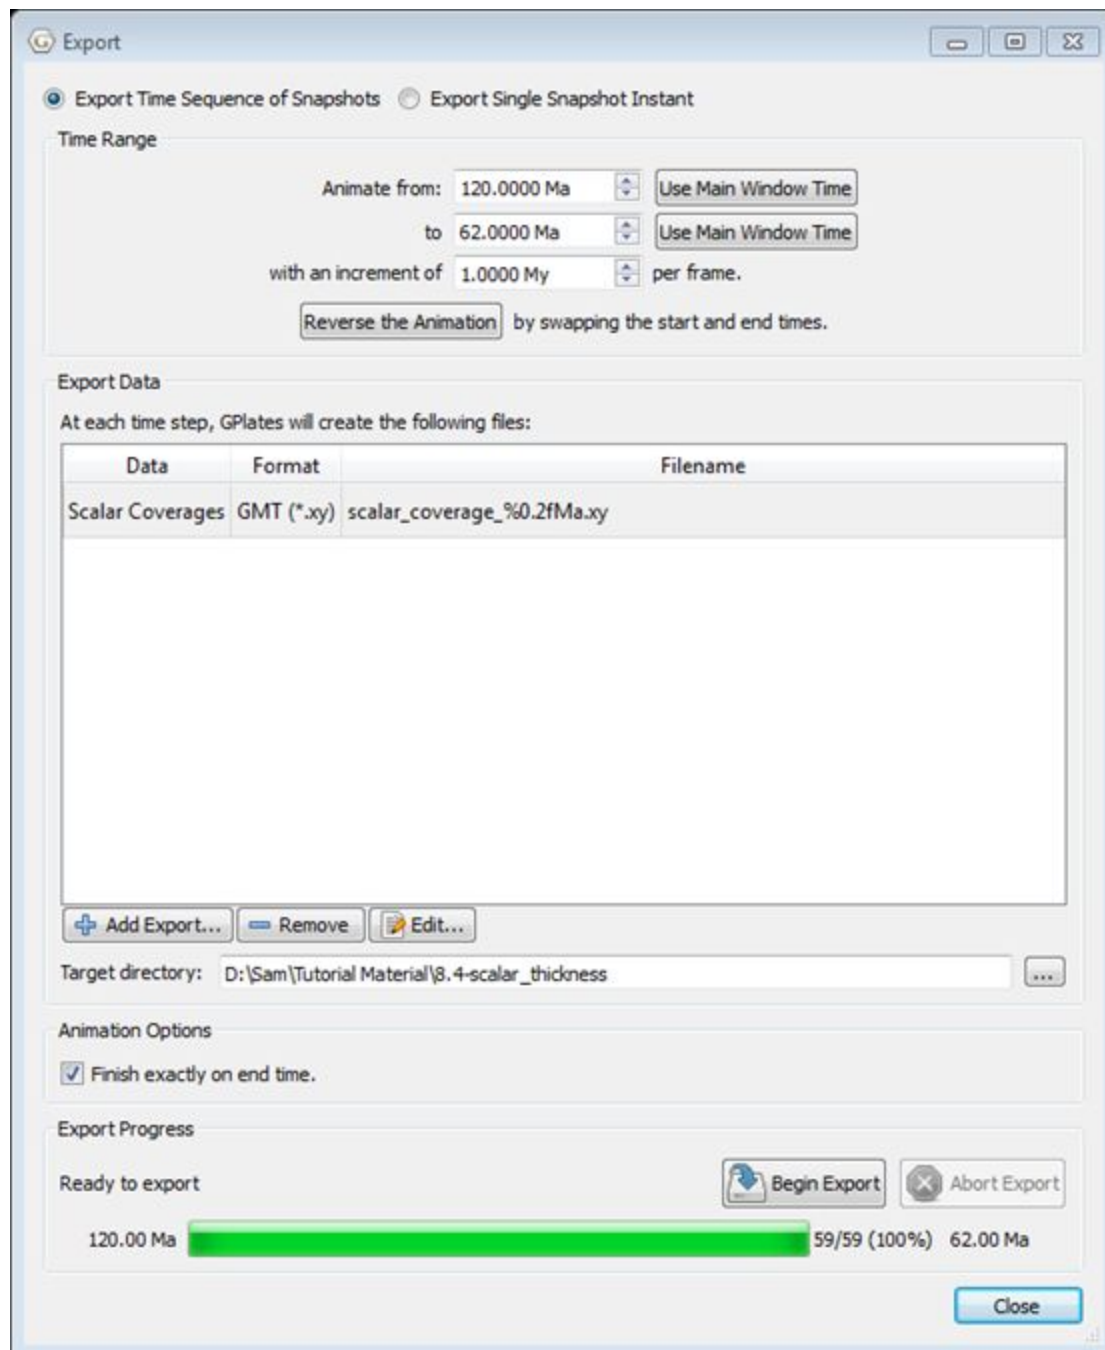 Export
Export Time Sequence of Snapshots Export Single Snapshot Instant
Time Range
Animate from: 120.0000 Ma Use Main Window Time
to 62.0000 Ma Use Main Window Time
with an increment of 1.0000 My per frame.
Reverse the Animation by swapping the start and end times.
Export Data
At each time step, GPlates will create the following files:
Data Format Filename
Scalar Coverages GMT (*.xy) scalar_coverage_%0.2fMa.xy
Add Export... Remove Edit...
Target directory: D:\Sam\Tutorial Material\8.4-scalar_thickness ...
Animation Options
Finish exactly on end time.
Export Progress
Ready to export Begin Export Abort Export
120.00 Ma 59/59 (100%) 62.00 Ma
Close